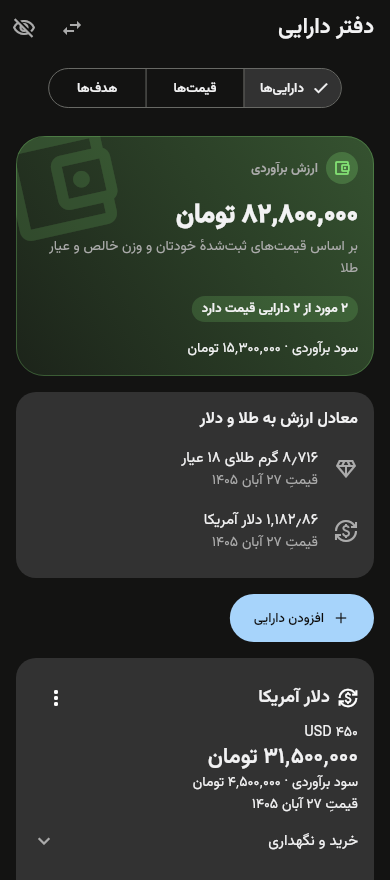 دفتر دارایی
دارایی‌ها
قیمت‌ها
هدف‌ها
ارزش برآوردی
۸۲,۸۰۰,۰۰۰ تومان
بر اساس قیمت‌های ثبت‌شدهٔ خودتان و وزن خالص و عیار
طلا
۲ مورد از ۲ دارایی قیمت دارد
سود برآوردی · ۱۵,۳۰۰,۰۰۰ تومان
معادل ارزش به طلا و دلار
۸٫۷۱۶ گرم طلای ۱۸ عیار
قیمتِ ۲۷ آبان ۱۴۰۵
۱,۱۸۲٫۸۶ دلار آمریکا
قیمتِ ۲۷ آبان ۱۴۰۵
افزودن دارایی
دلار آمریکا
۴۵۰ USD
۳۱,۵۰۰,۰۰۰ تومان
سود برآوردی · ۴,۵۰۰,۰۰۰ تومان
قیمتِ ۲۷ آبان ۱۴۰۵
خرید و نگهداری